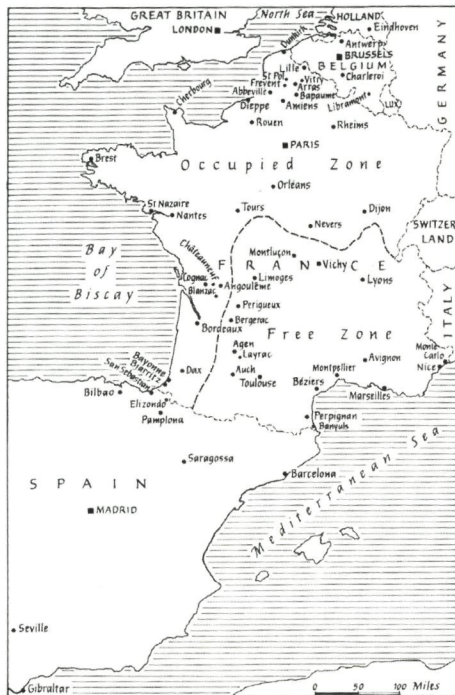 GREAT BRITAIN
LONDON
North Sea
HOLLAND
Eindhoven
Dunkirk
Antwerp
BRUSSELS
BELGIUM
GERMANY
Lille
St Pol
Frevent
Vitry
Arras
Charleroi
Abbeville
Bapaume
Cherbourg
Dieppe
Amiens
Libramont
LUX
Rouen
Rheims
PARIS
Brest
Occupied Zone
Orléans
St Nazaire
Nantes
Tours
Dijon
Nevers
SWITZER
LAND
Bay
of
Biscay
Châteauneuf
Montluçon
FRANCE
Vichy
Cognac
Blanzac
Angoulême
Limoges
Lyons
ITALY
Perigueux
Bordeaux
Bergerac
Free Zone
Agen
Layrac
Avignon
Monte-
Carlo
Nice
Bayonne
Biarritz
San Sebastian
Dax
Auch
Toulouse
Montpellier
Béziers
Marseilles
Bilbao
Elizondo
Pamplona
Perpignan
Banyuls
Saragossa
SPAIN
Barcelona
Mediterranean Sea
MADRID
Seville
Gibraltar
0 50 100 Miles